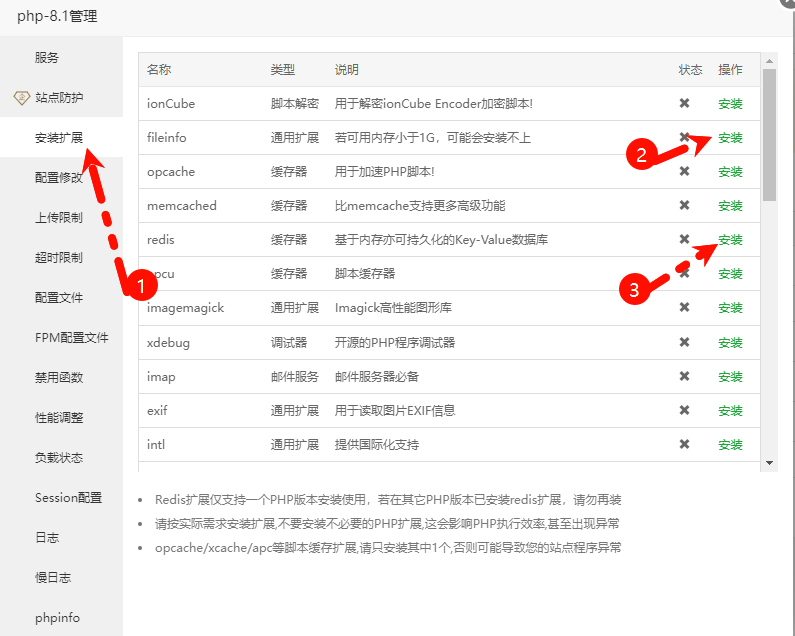 php-8.1管理
服务
站点防护
安装扩展
配置修改
上传限制
超时限制
配置文件
FPM配置文件
禁用函数
性能调整
负载状态
Session配置
日志
慢日志
phpinfo
名称 类型 说明 状态 操作
ionCube 脚本解密 用于解密ionCube Encoder加密脚本! ✖ 安装
fileinfo 通用扩展 若可用内存小于1G，可能会安装不上 ✖ 安装
opcache 缓存器 用于加速PHP脚本! ✖ 安装
memcached 缓存器 比memcache支持更多高级功能 ✖ 安装
redis 缓存器 基于内存亦可持久化的Key-Value数据库 ✖ 安装
pcu 缓存器 脚本缓存器 ✖ 安装
imagemagick 通用扩展 Imagick高性能图形库 ✖ 安装
xdebug 调试器 开源的PHP程序调试器 ✖ 安装
imap 邮件服务 邮件服务器必备 ✖ 安装
exif 通用扩展 用于读取图片EXIF信息 ✖ 安装
intl 通用扩展 提供国际化支持 ✖ 安装
1
2
3
• Redis扩展仅支持一个PHP版本安装使用，若在其它PHP版本已安装redis扩展，请勿再装
• 请按实际需求安装扩展,不要安装不必要的PHP扩展,这会影响PHP执行效率,甚至出现异常
• opcache/xcache/apc等脚本缓存扩展,请只安装其中1个,否则可能导致您的站点程序异常